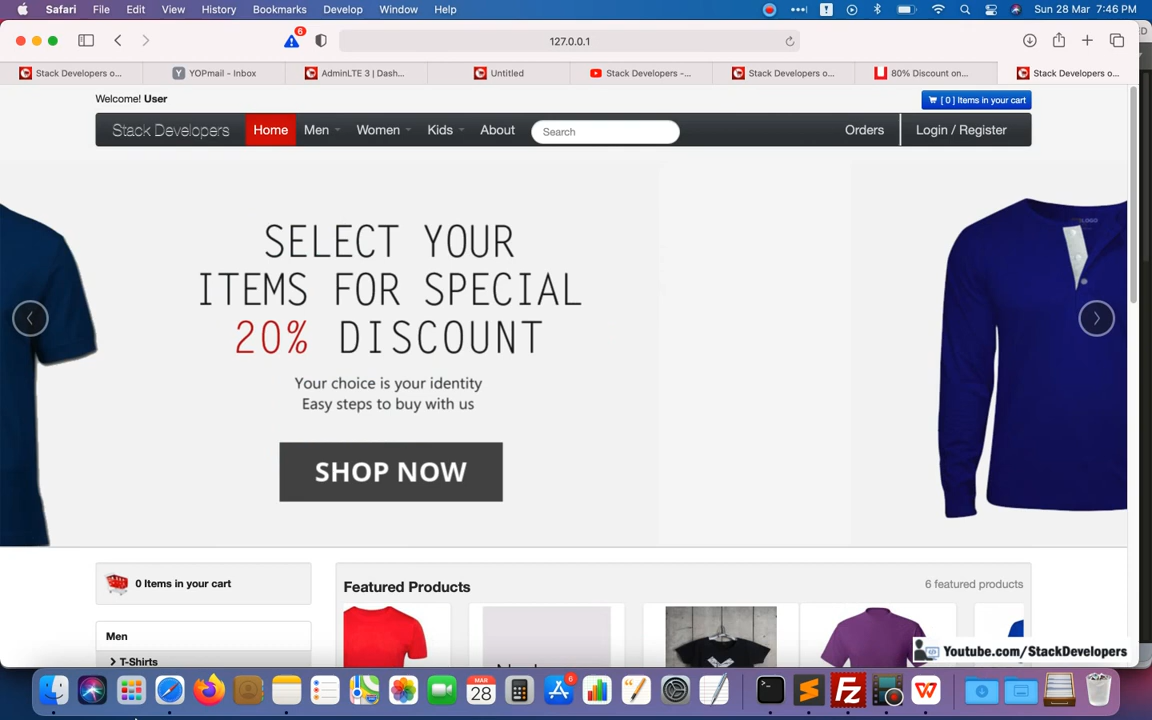 Safari File Edit View History Bookmarks Develop Window Help
Sun 28 Mar 7:46 PM
6
127.0.0.1
Stack Developers o...
YOPmail - Inbox
AdminLTE 3 | Dash...
Untitled
Stack Developers -...
Stack Developers o...
80% Discount on...
Stack Developers o...
Welcome! User
[ 0 ] Items in your cart
Stack Developers Home Men Women Kids About Search Orders Login / Register
SELECT YOUR
ITEMS FOR SPECIAL
20% DISCOUNT
Your choice is your identity
Easy steps to buy with us
SHOP NOW
0 Items in your cart
Featured Products
6 featured products
Men
T-Shirts
Youtube.com/StackDevelopers
MAR
28
6